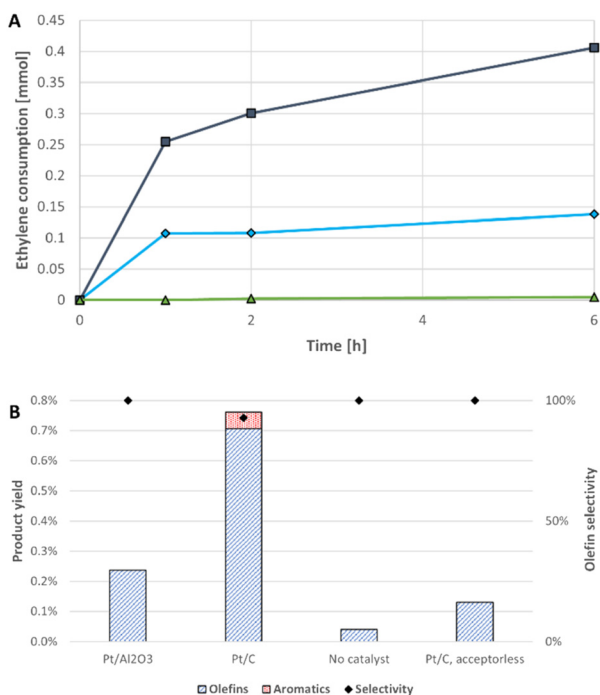 A
Ethylene consumption [mmol]
0.45
0.4
0.35
0.3
0.25
0.2
0.15
0.1
0.05
0
0 2 4 6
Time [h]
B
Product yield
0.8%
0.7%
0.6%
0.5%
0.4%
0.3%
0.2%
0.1%
0.0%
100%
50%
0%
Olefin selectivity
Pt/Al2O3 Pt/C No catalyst Pt/C, acceptorless
Olefins Aromatics Selectivity